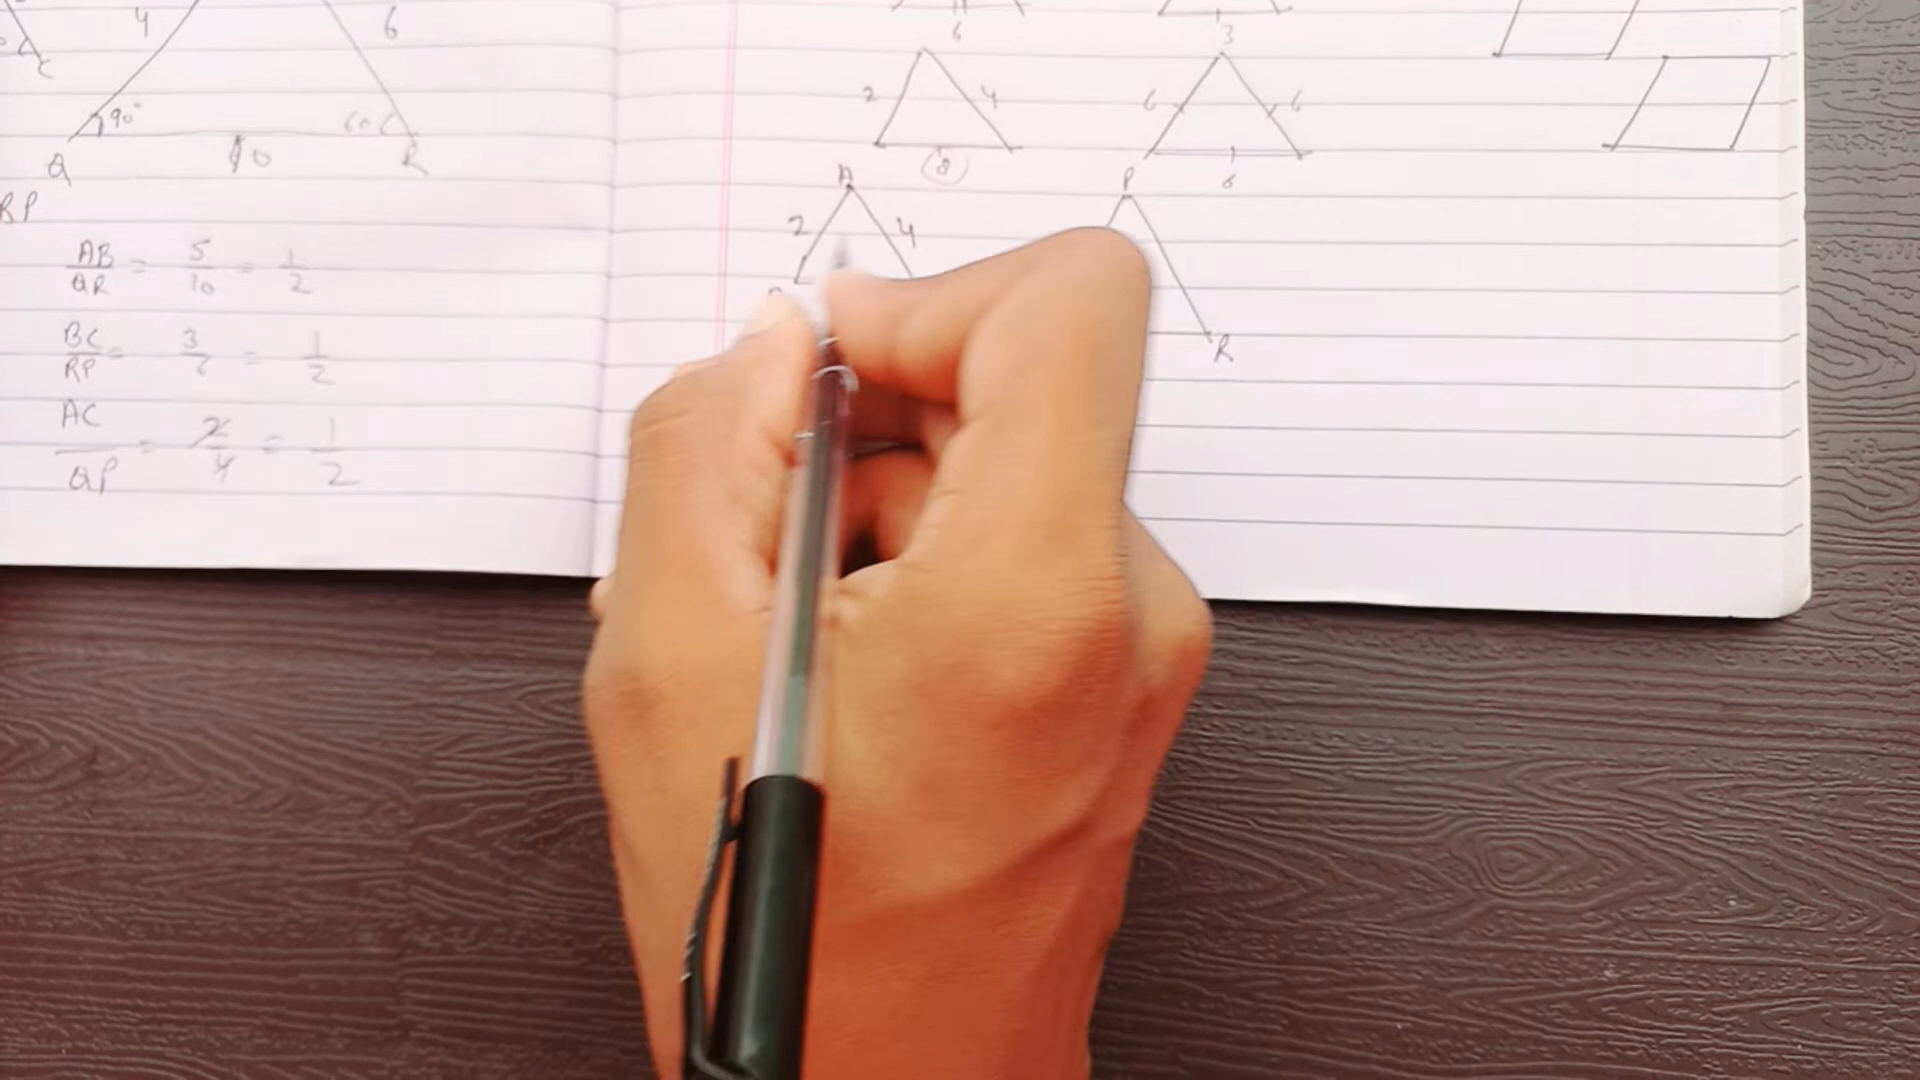 4 6
C
90° 60
Q 10 R
RP
AB/QR = 5/10 = 1/2
BC/RP = 3/6 = 1/2
AC/QP = 2/4 = 1/2
6 3
2 4 6 6
8 6
A P
2 4
R